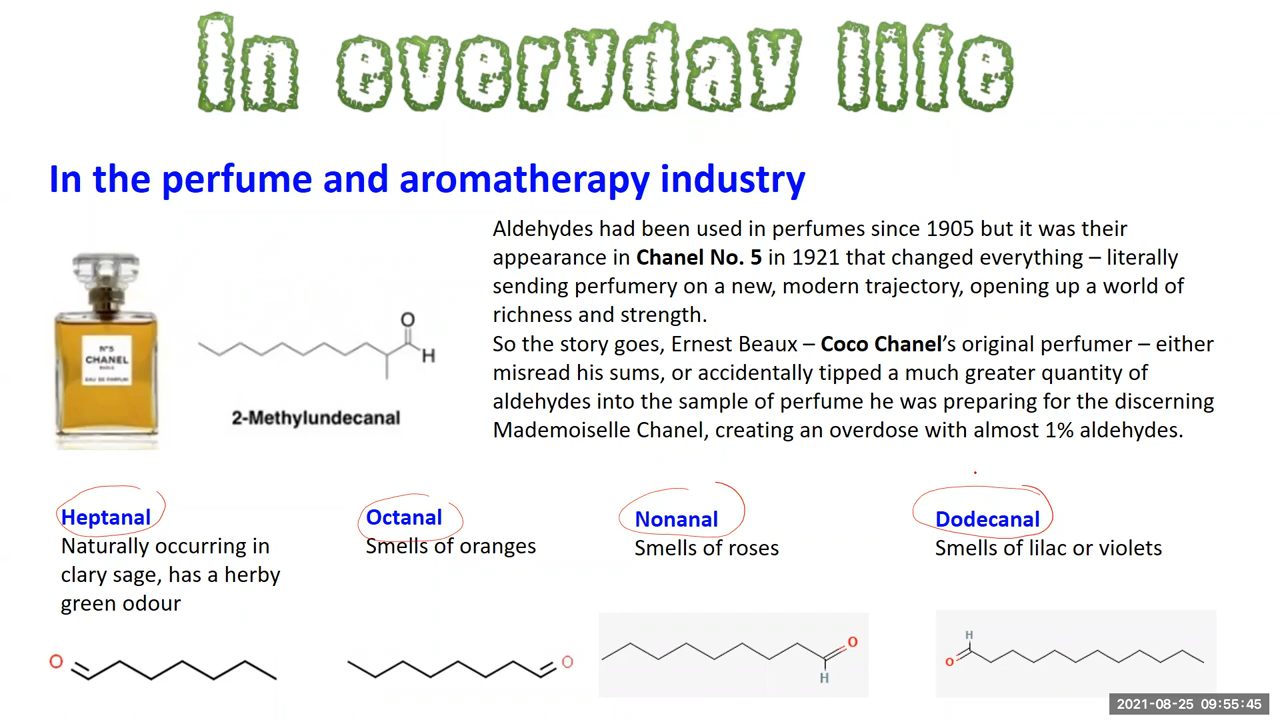 In everyday life
In the perfume and aromatherapy industry
Aldehydes had been used in perfumes since 1905 but it was their
appearance in Chanel No. 5 in 1921 that changed everything – literally
sending perfumery on a new, modern trajectory, opening up a world of
richness and strength.
So the story goes, Ernest Beaux – Coco Chanel’s original perfumer – either
misread his sums, or accidentally tipped a much greater quantity of
aldehydes into the sample of perfume he was preparing for the discerning
Mademoiselle Chanel, creating an overdose with almost 1% aldehydes.
N°5
CHANEL
PARIS
EAU DE PARFUM
O
H
2-Methylundecanal
Heptanal
Naturally occurring in
clary sage, has a herby
green odour
O
Octanal
Smells of oranges
O
Nonanal
Smells of roses
O
H
Dodecanal
Smells of lilac or violets
H
O
2021-08-25 09:55:45